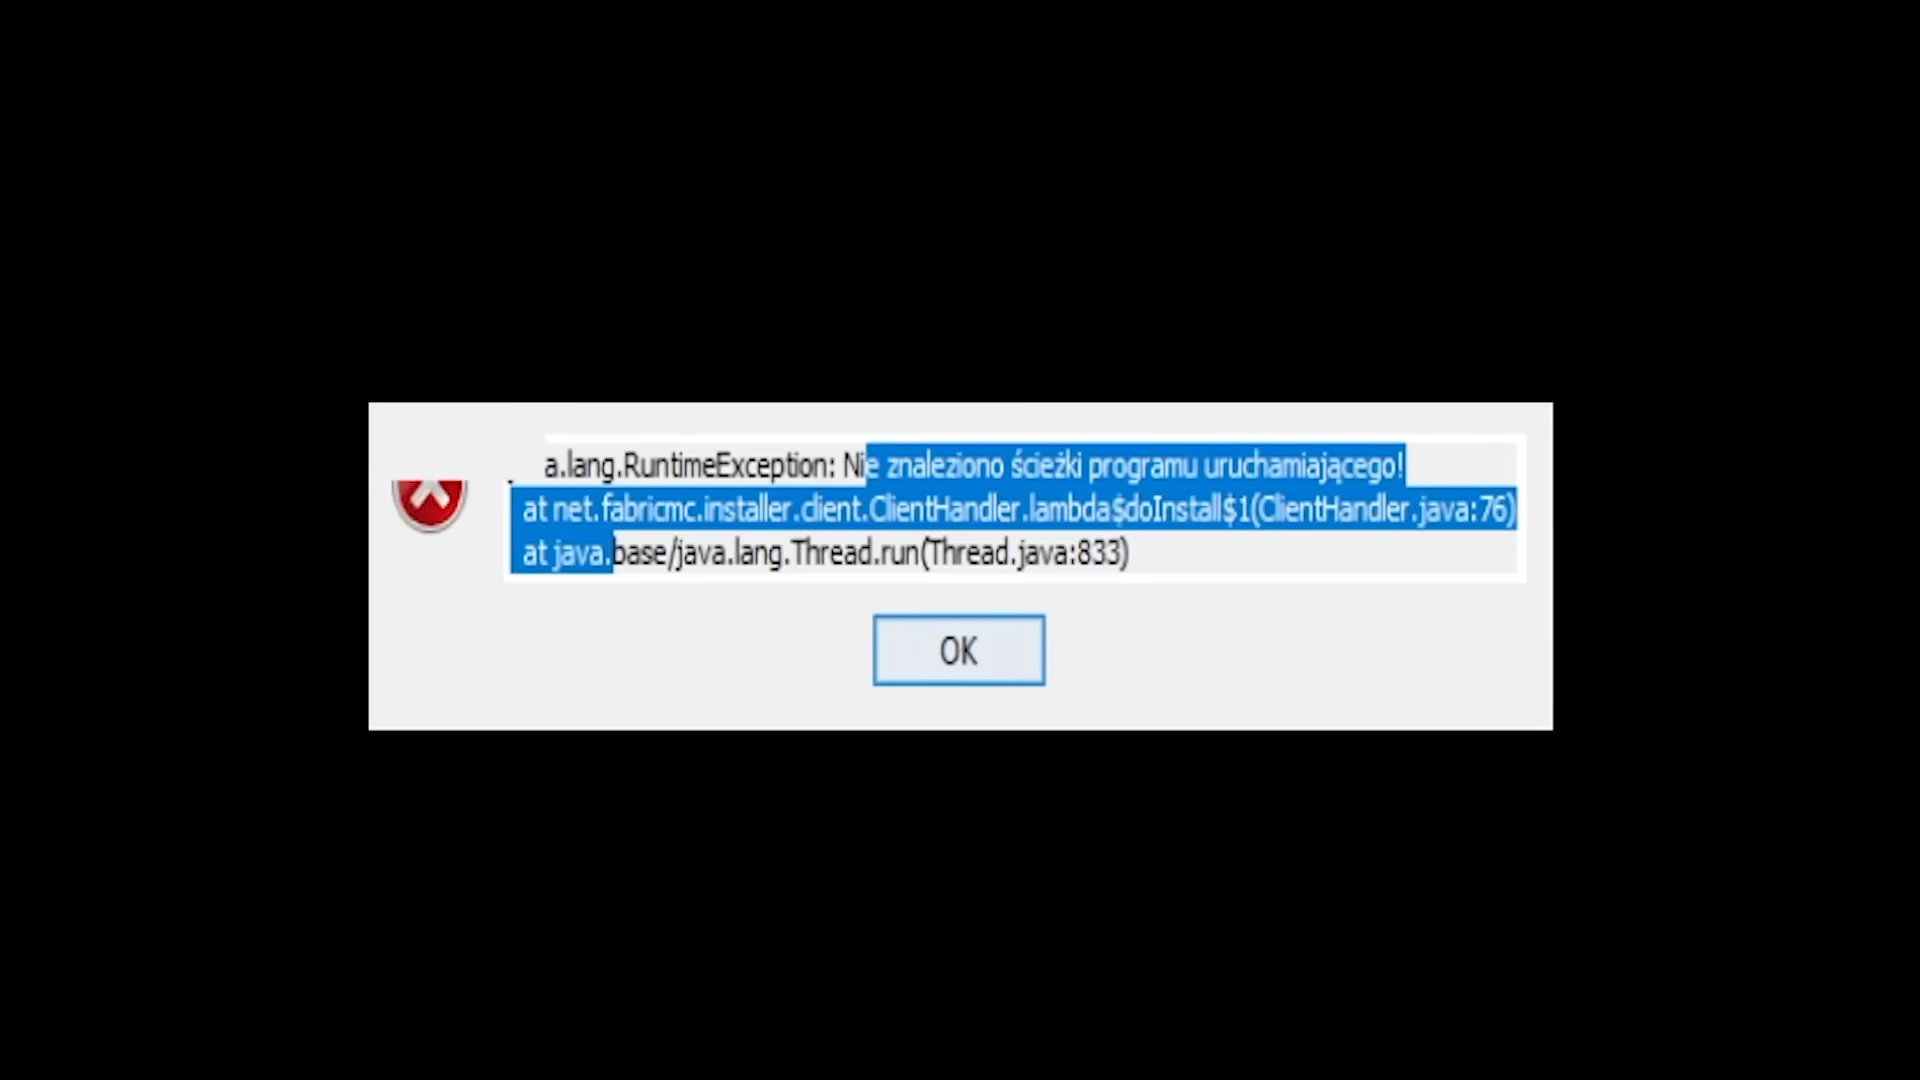 a.lang.RuntimeException: Nie znaleziono ścieżki programu uruchamiającego!
at net.fabricmc.installer.client.ClientHandler.lambda$doInstall$1(ClientHandler.java:76)
at java.base/java.lang.Thread.run(Thread.java:833)
OK